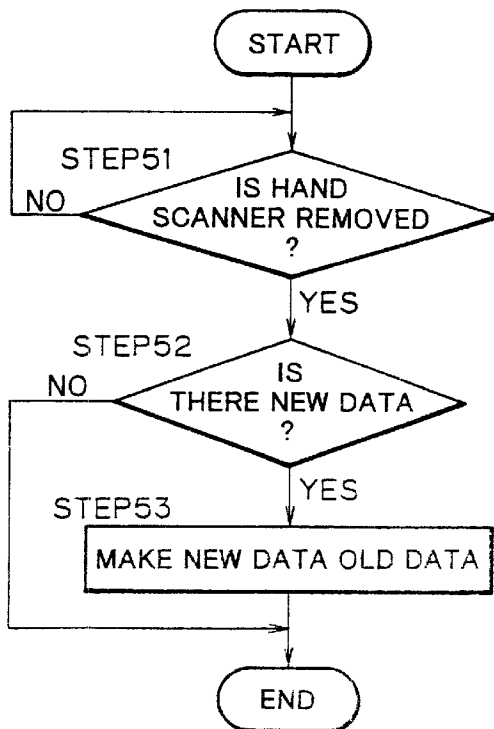 START
STEP51
NO
IS HAND
SCANNER REMOVED
?
YES
STEP52
NO
IS
THERE NEW DATA
?
YES
STEP53
MAKE NEW DATA OLD DATA
END